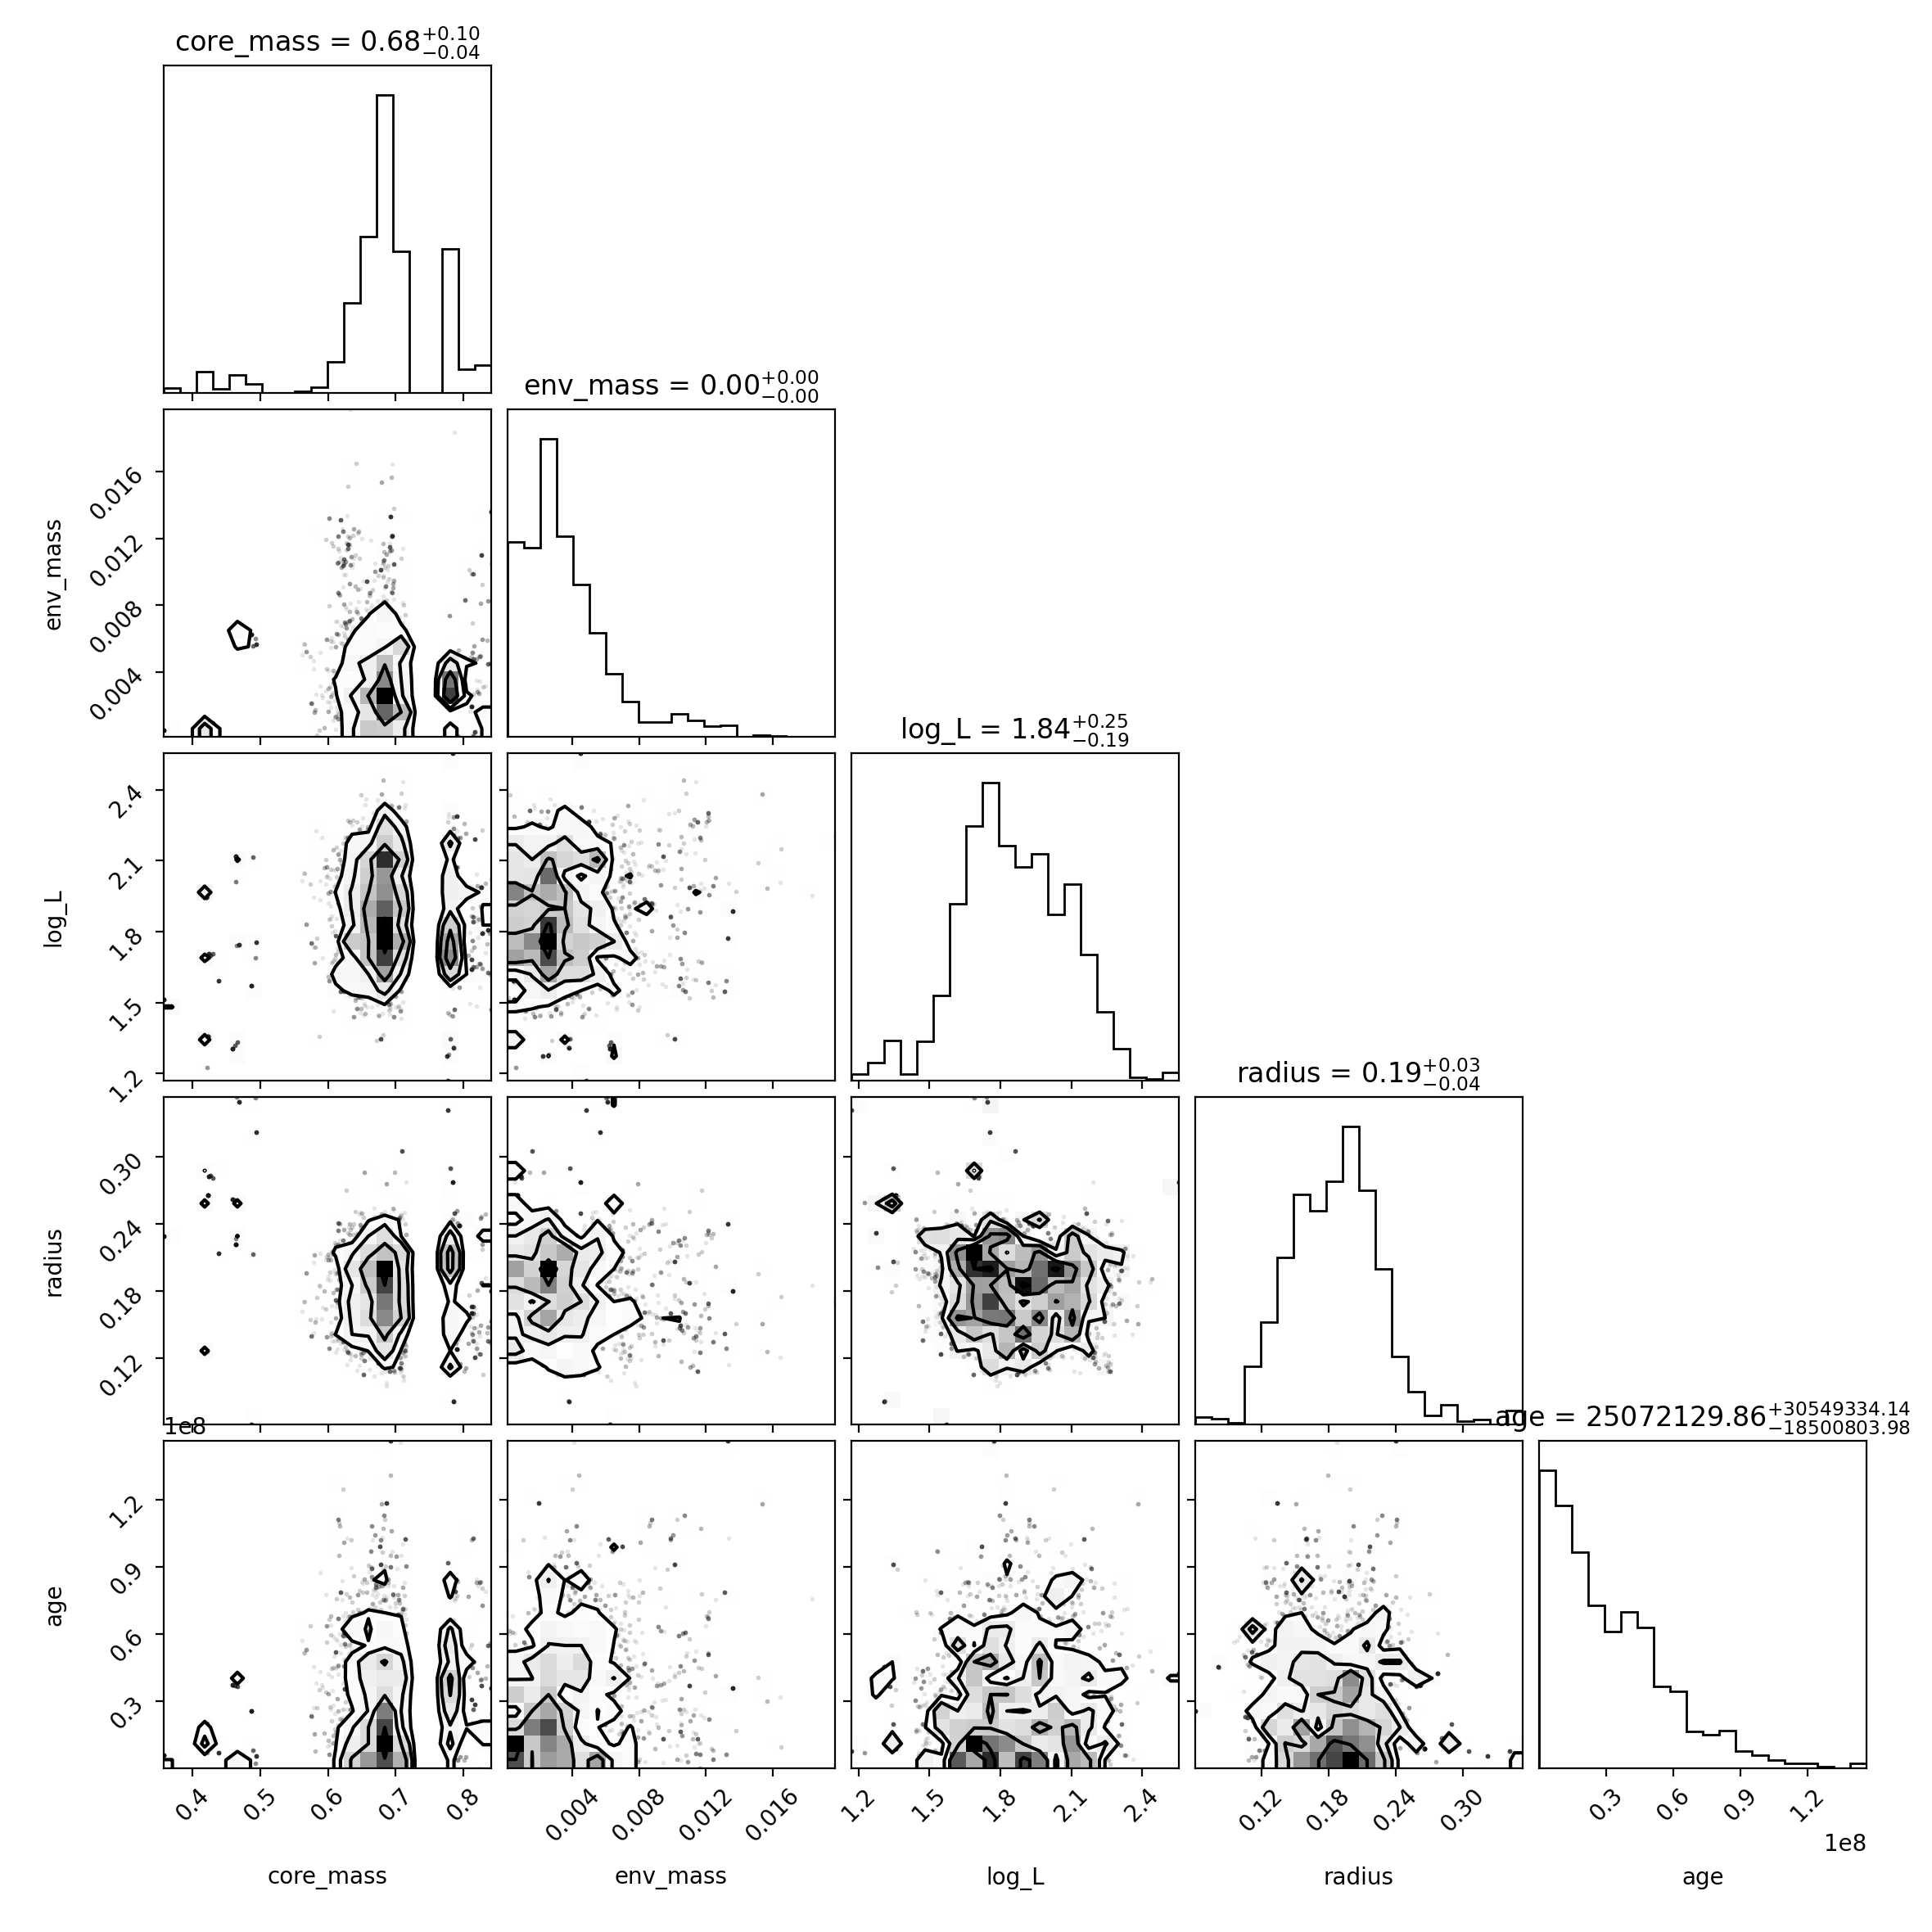 core_mass = 0.68+0.10−0.04
env_mass = 0.00+0.00−0.00
env_mass
0.016
0.012
0.008
0.004
log_L = 1.84+0.25−0.19
log_L
2.4
2.1
1.8
1.5
1.2
radius = 0.19+0.03−0.04
radius
0.30
0.24
0.18
0.12
1e8
age = 25072129.86+30549334.14−18500803.98
age
1.2
0.9
0.6
0.3
0.4 0.5 0.6 0.7 0.8
0.004 0.008 0.012 0.016
1.2 1.5 1.8 2.1 2.4
0.12 0.18 0.24 0.30
0.3 0.6 0.9 1.2
1e8
core_mass env_mass log_L radius age